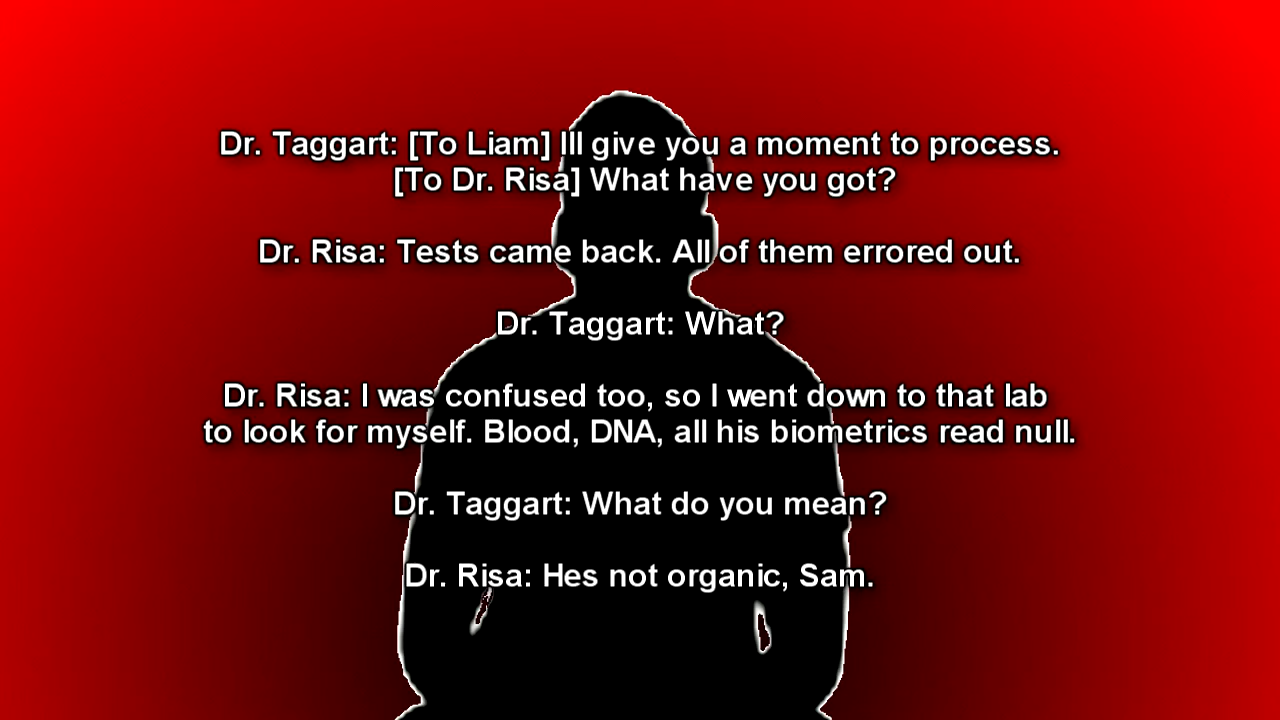 Dr. Taggart: [To Liam] Ill give you a moment to process.
[To Dr. Risa] What have you got?
Dr. Risa: Tests came back. All of them errored out.
Dr. Taggart: What?
Dr. Risa: I was confused too, so I went down to that lab
to look for myself. Blood, DNA, all his biometrics read null.
Dr. Taggart: What do you mean?
Dr. Risa: Hes not organic, Sam.